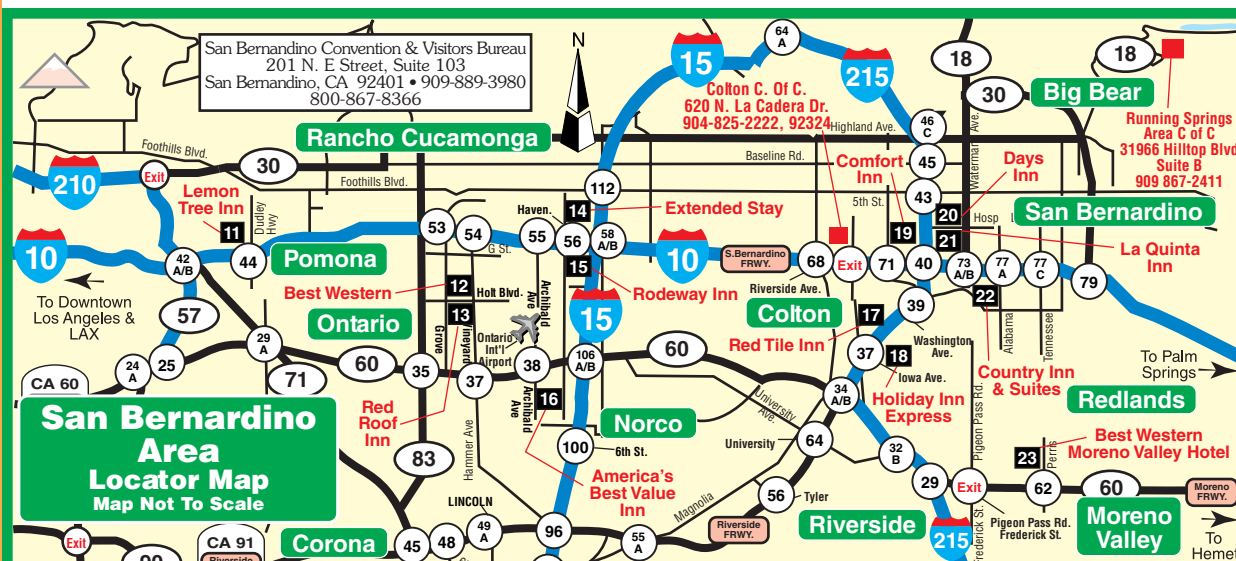 San Bernardino Convention & Visitors Bureau
201 N. E Street, Suite 103
San Bernardino, CA  92401 • 909-889-3980
800-867-8366
N
15
64
A
215
18
18
30
Big Bear
Colton C. Of C.
620 N. La Cadera Dr.
904-825-2222, 92324
Running Springs
Area C of C
31966 Hilltop Blvd
Suite B
909 867-2411
Rancho Cucamonga
Highland Ave.
46
C
Waterman Ave.
Foothills Blvd.
30
Baseline Rd.
Comfort
Inn
45
Days
Inn
210
Exit
Foothills Blvd.
112
43
Lemon
Tree Inn
11
Dudley
Hwy
Haven.
14
Extended Stay
5th St.
19
20
Hosp
San Bernardino
21
La Quinta
Inn
53
54
55
56
58
A/B
G St.
10
42
A/B
44
Pomona
15
Rodeway Inn
10
S.Bernardino
FRWY.
68
Exit
71
40
73
A/B
77
A
77
C
79
To Downtown
Los Angeles &
LAX
57
Best Western
12
Holt Blvd.
Archibald
Ave
Riverside Ave.
Colton
39
22
Ontario
13
Grove
Vineyard
Ontario
Int'l
Airport
15
17
Red Tile Inn
Washington
Ave.
Alabama
Tennessee
29
A
24
A
25
60
35
37
38
106
A/B
60
37
18
Iowa Ave.
Country Inn
& Suites
To Palm
Springs
CA 60
71
Red
Roof
Inn
Archibald
Ave
16
Holiday Inn
Express
34
A/B
Redlands
San Bernardino
Area
Locator Map
Map Not To Scale
Norco
University
Ave.
Pigeon Pass Rd.
83
Hammer Ave
100
6th St.
University
64
32
B
23
Perris
Best Western
Moreno Valley Hotel
America's
Best Value
Inn
29
Exit
62
60
Moreno
FRWY.
LINCOLN
Magnolia
56
Tyler
Riverside
Pigeon Pass Rd.
Frederick St.
Moreno
Valley
To
Hemet
Exit
CA 91
Riverside
Corona
45
48
49
A
96
55
A
Riverside
FRWY.
215
Frederick St.